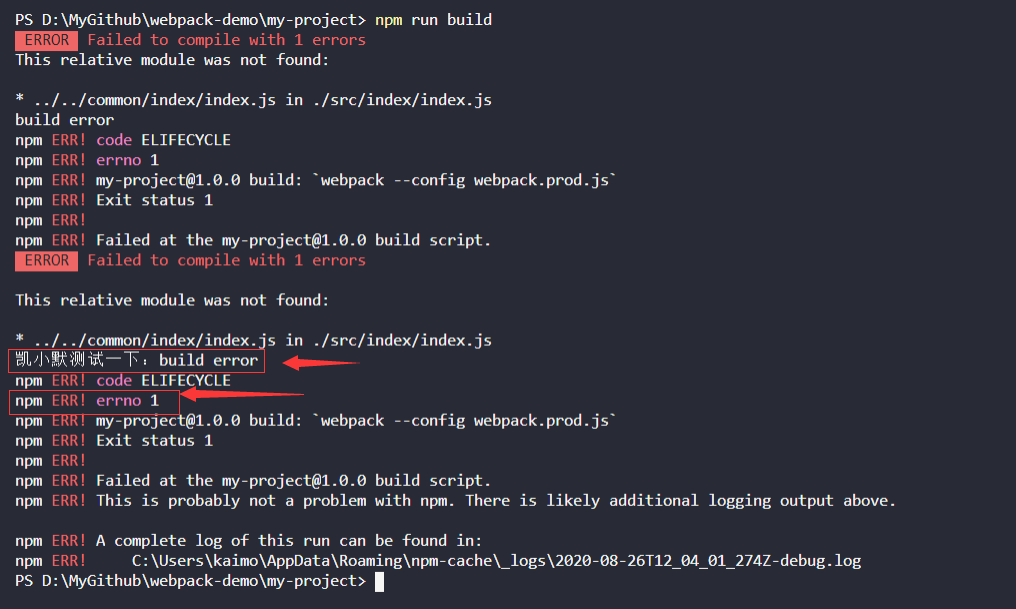 PS D:\MyGithub\webpack-demo\my-project> npm run build
ERROR Failed to compile with 1 errors
This relative module was not found:
* ../../common/index/index.js in ./src/index/index.js
build error
npm ERR! code ELIFECYCLE
npm ERR! errno 1
npm ERR! my-project@1.0.0 build: `webpack --config webpack.prod.js`
npm ERR! Exit status 1
npm ERR!
npm ERR! Failed at the my-project@1.0.0 build script.
ERROR Failed to compile with 1 errors
This relative module was not found:
* ../../common/index/index.js in ./src/index/index.js
凯小默测试一下：build error
npm ERR! code ELIFECYCLE
npm ERR! errno 1
npm ERR! my-project@1.0.0 build: `webpack --config webpack.prod.js`
npm ERR! Exit status 1
npm ERR!
npm ERR! Failed at the my-project@1.0.0 build script.
npm ERR! This is probably not a problem with npm. There is likely additional logging output above.
npm ERR! A complete log of this run can be found in:
npm ERR!     C:\Users\kaimo\AppData\Roaming\npm-cache\_logs\2020-08-26T12_04_01_274Z-debug.log
PS D:\MyGithub\webpack-demo\my-project>